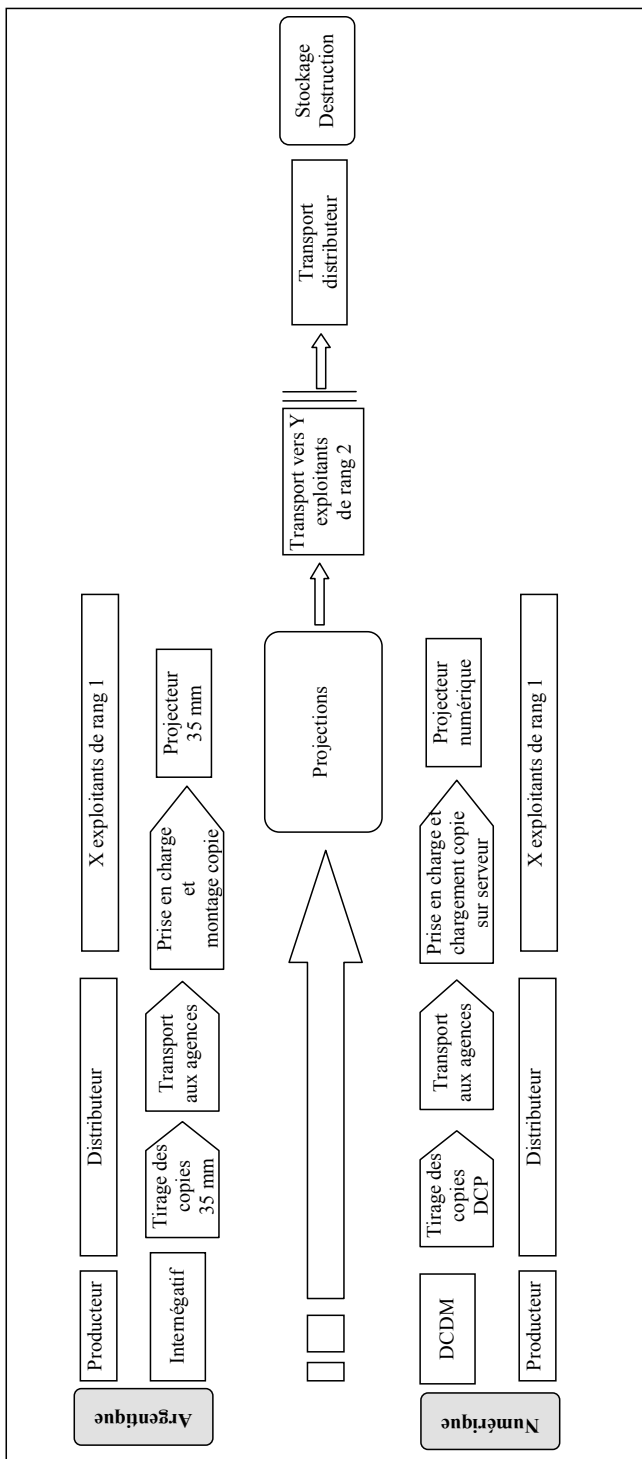 Argentique
Producteur
Distributeur
X exploitants de rang 1
Internégatif
Tirage des
copies
35 mm
Transport
aux agences
Prise en charge
et
montage copie
Projecteur
35 mm
Projections
Transport vers Y
exploitants
de rang 2
Transport
distributeur
Stockage
Destruction
DCDM
Tirage des
copies
DCP
Transport
aux agences
Prise en charge et
chargement copie
sur serveur
Projecteur
numérique
Numérique
Producteur
Distributeur
X exploitants de rang 1